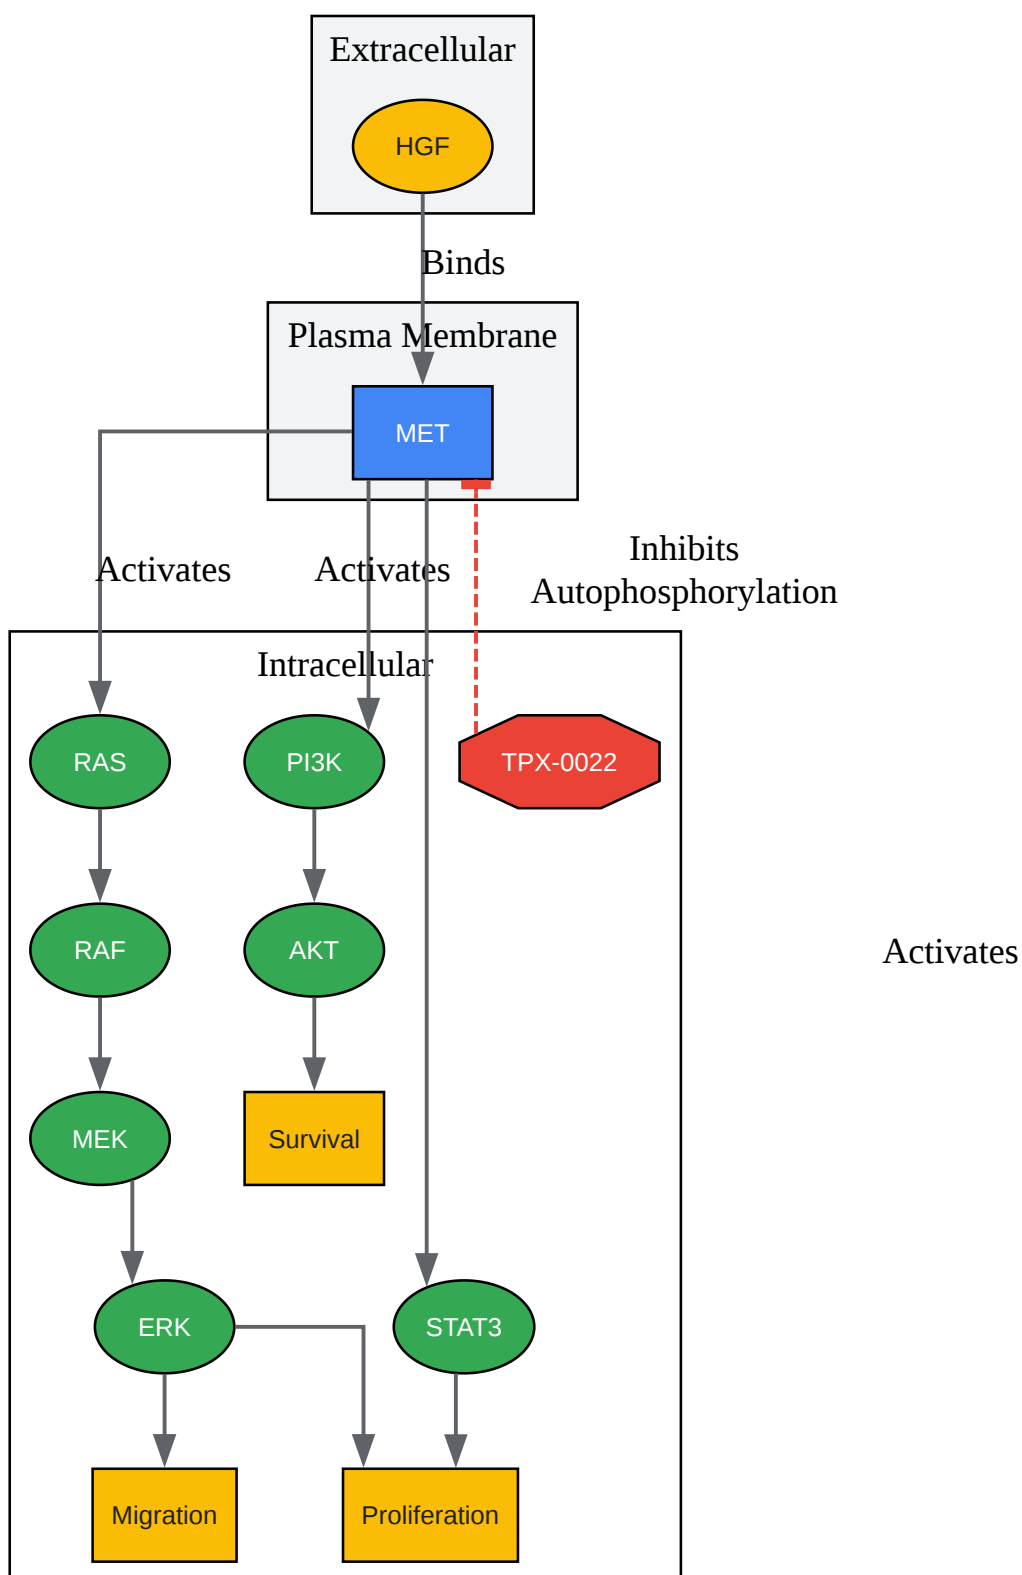 Extracellular
HGF
Binds
Plasma Membrane
MET
Activates
Activates
Inhibits
Autophosphorylation
Intracellular
RAS
PI3K
TPX-0022
RAF
AKT
Activates
MEK
Survival
ERK
STAT3
Migration
Proliferation